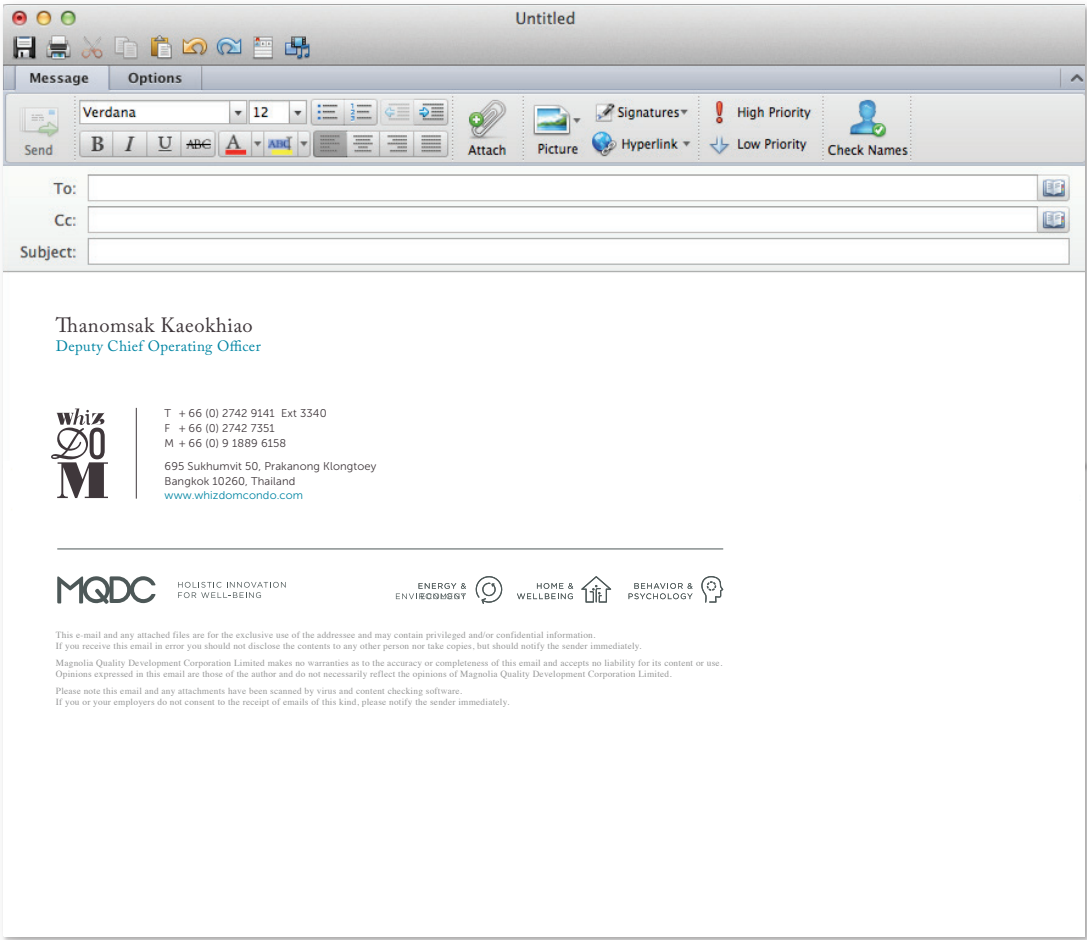 Untitled
Message Options
Verdana 12 Signatures High Priority
Send B I U ABC A ABC Attach Picture Hyperlink Low Priority Check Names
To:
Cc:
Subject:
Thanomsak Kaeokhiao
Deputy Chief Operating Officer
whiz
DO
M
T + 66 (0) 2742 9141 Ext 3340
F + 66 (0) 2742 7351
M + 66 (0) 9 1889 6158
695 Sukhumvit 50, Prakanong Klongtoey
Bangkok 10260, Thailand
www.whizdomcondo.com
MQDC
HOLISTIC INNOVATION
FOR WELL-BEING
ENERGY &
HOME &
WELLBEING
BEHAVIOR &
PSYCHOLOGY
This e-mail and any attached files are for the exclusive use of the addressee and may contain privileged and/or confidential information.
If you receive this email in error you should not disclose the contents to any other person nor take copies, but should notify the sender immediately.
Magnolia Quality Development Corporation Limited makes no warranties as to the accuracy or completeness of this email and accepts no liability for its content or use.
Opinions expressed in this email are those of the author and do not necessarily reflect the opinions of Magnolia Quality Development Corporation Limited.
Please note this email and any attachments have been scanned by virus and content checking software.
If you or your employers do not consent to the receipt of emails of this kind, please notify the sender immediately.